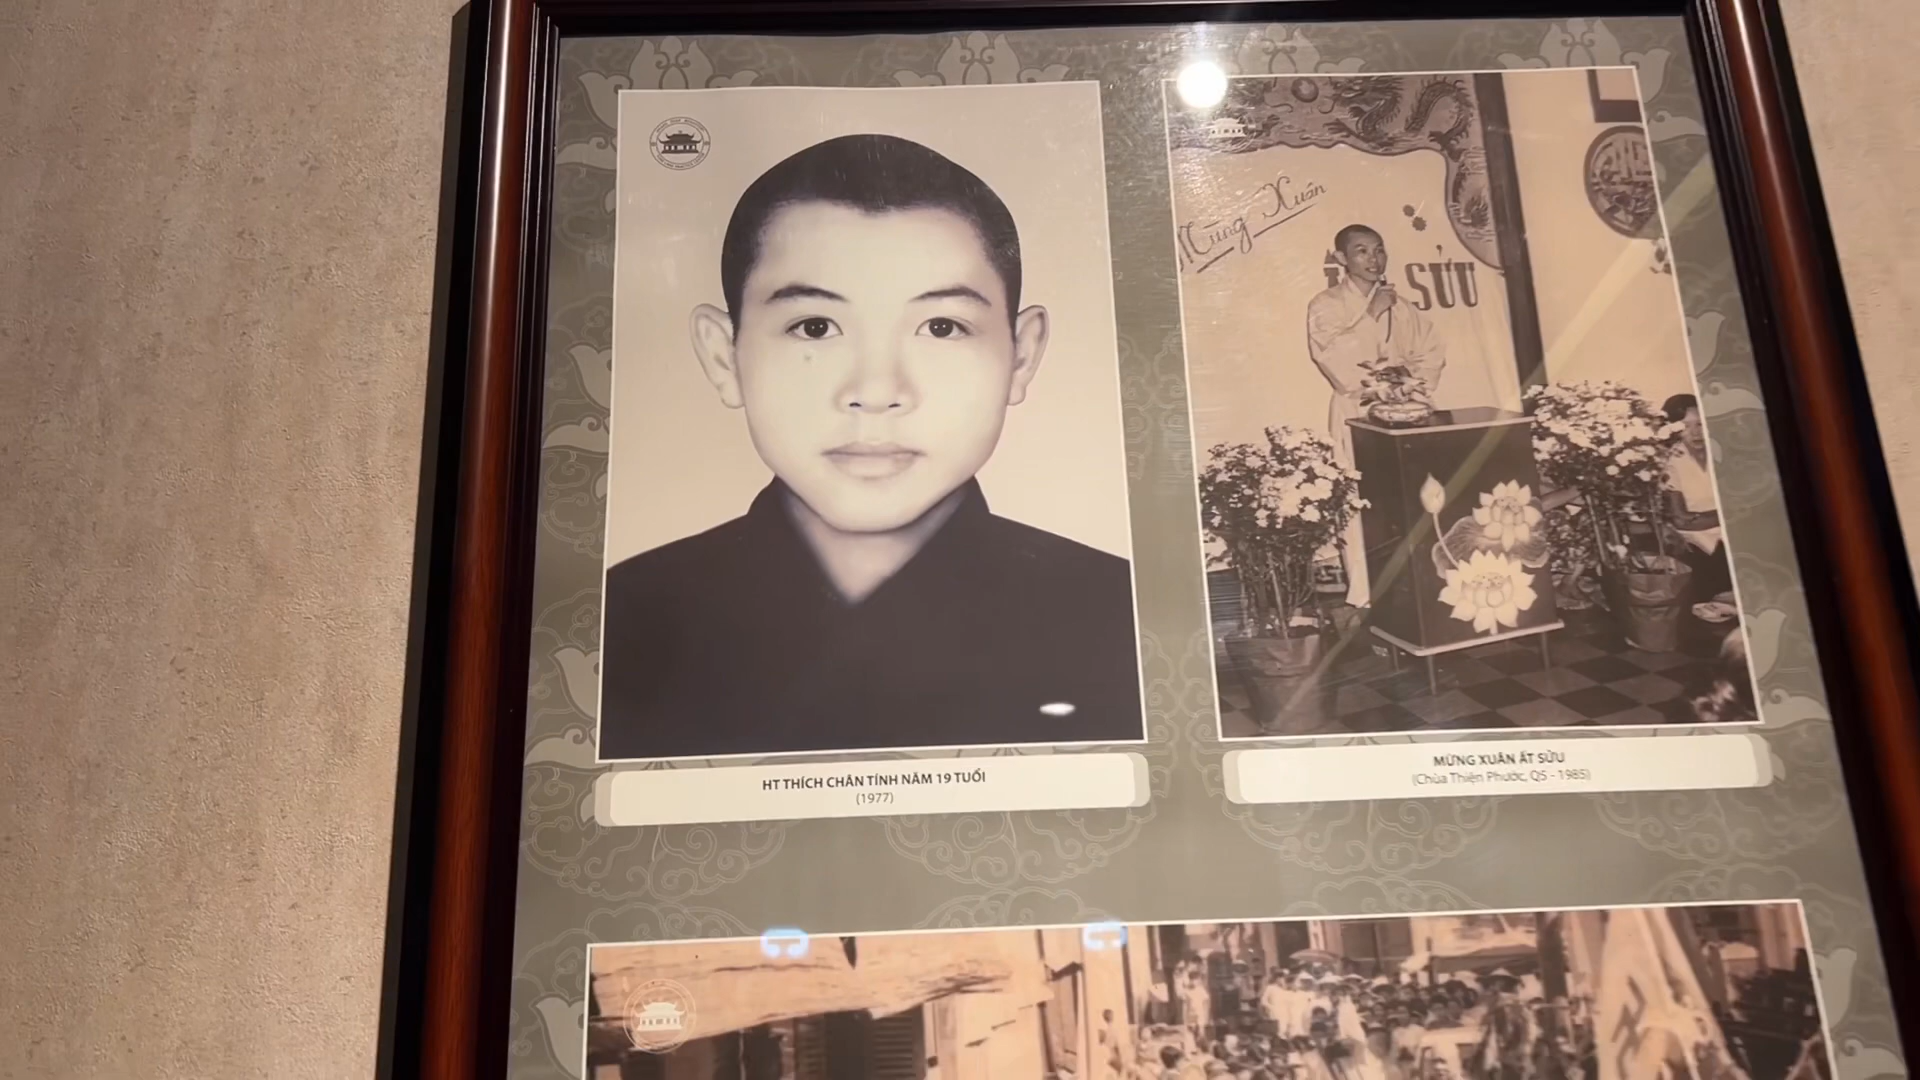 Mừng Xuân
SỬU
HT THÍCH CHÂN TÍNH NĂM 19 TUỔI
(1977)
MỪNG XUÂN ẤT SỬU
(Chùa Thiện Phước, Q5 - 1985)